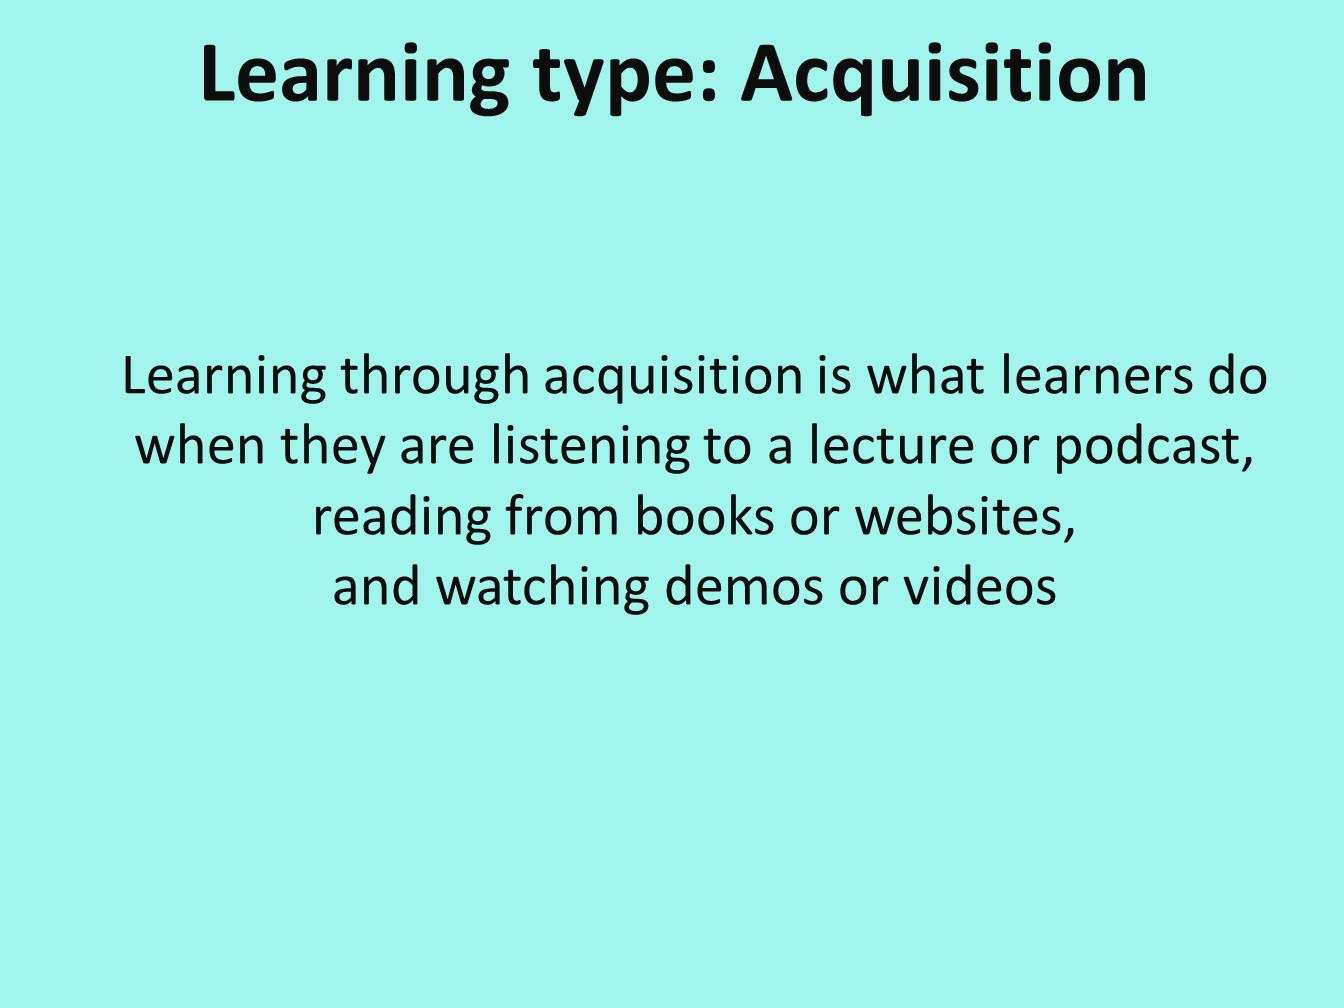 Learning type: Acquisition
Learning through acquisition is what learners do
when they are listening to a lecture or podcast,
reading from books or websites,
and watching demos or videos